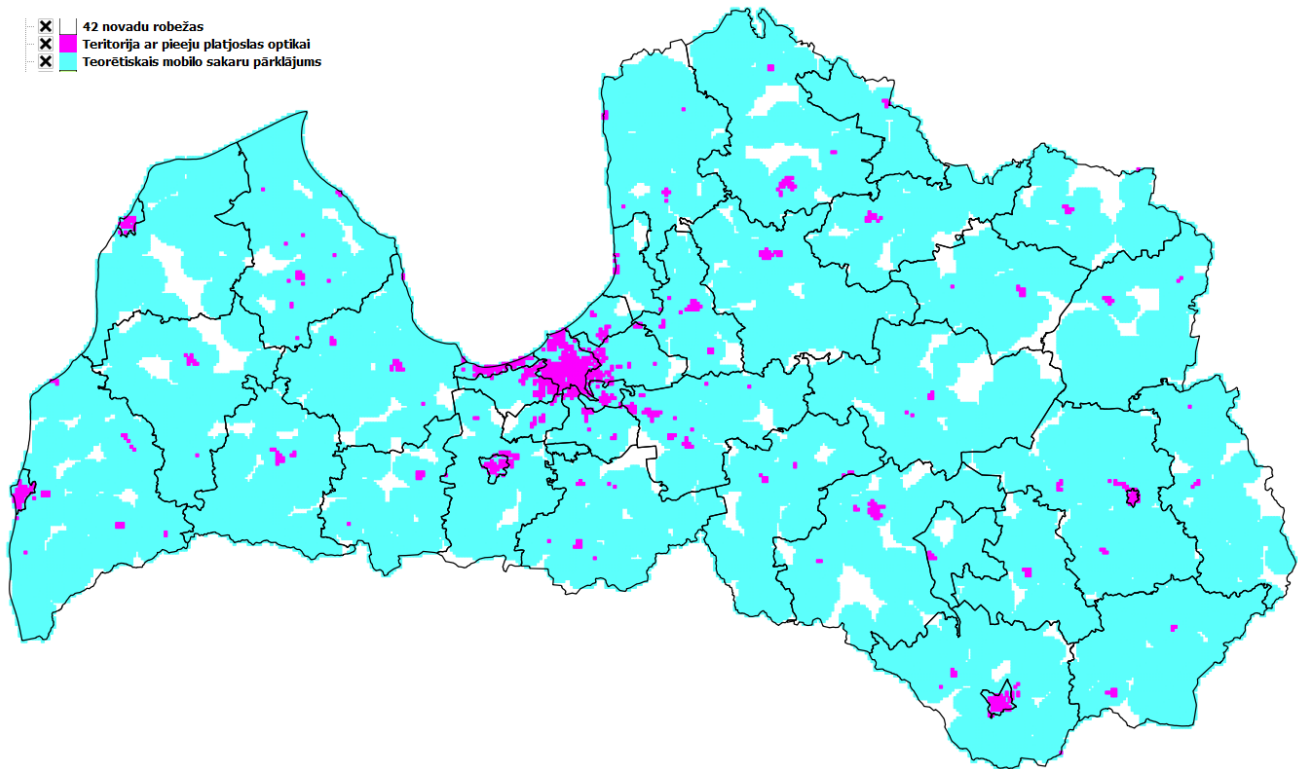 42 novadu robežas
Teritorija ar pieeju platjoslas optikai
Teorētiskais mobilo sakaru pārklājums